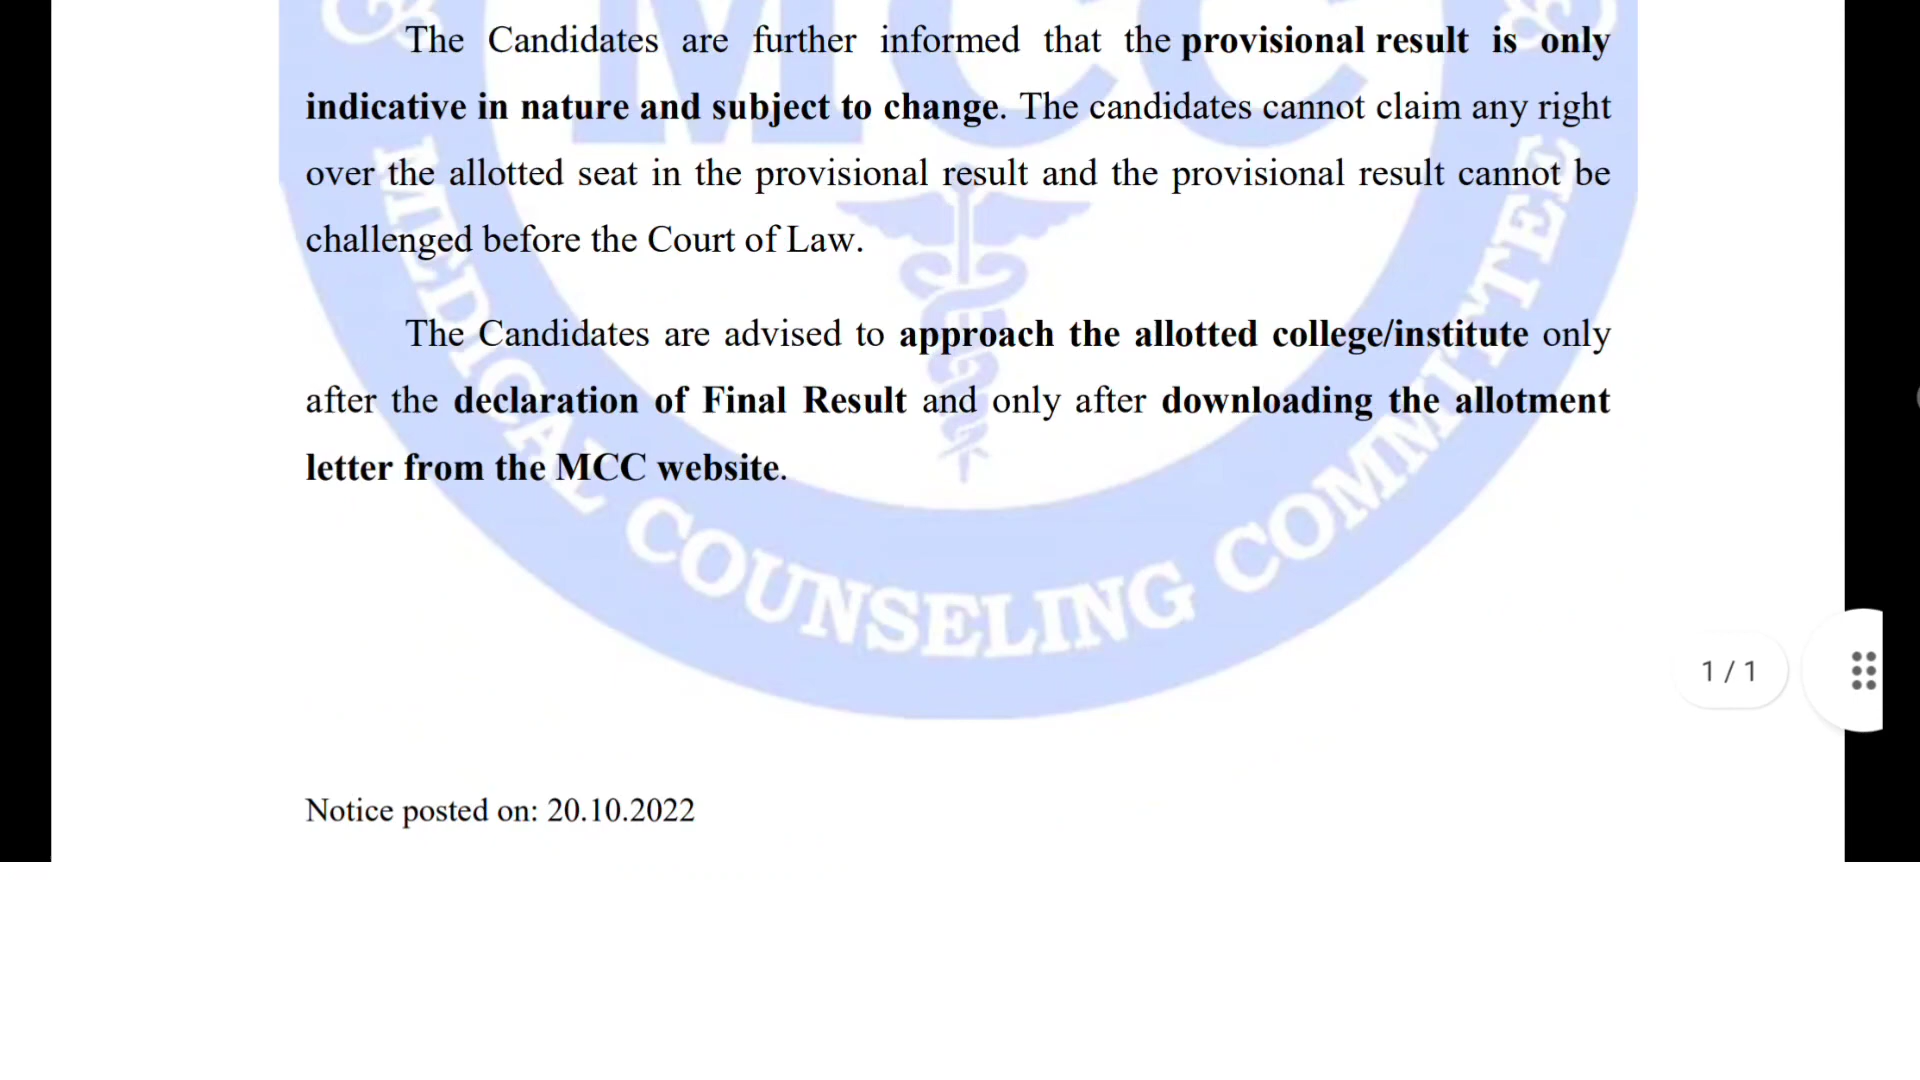 The Candidates are further informed that the provisional result is only
indicative in nature and subject to change. The candidates cannot claim any right
over the allotted seat in the provisional result and the provisional result cannot be
challenged before the Court of Law.
The Candidates are advised to approach the allotted college/institute only
after the declaration of Final Result and only after downloading the allotment
letter from the MCC website.
MCC
MEDICAL COUNSELING COMMITTEE
1 / 1
Notice posted on: 20.10.2022